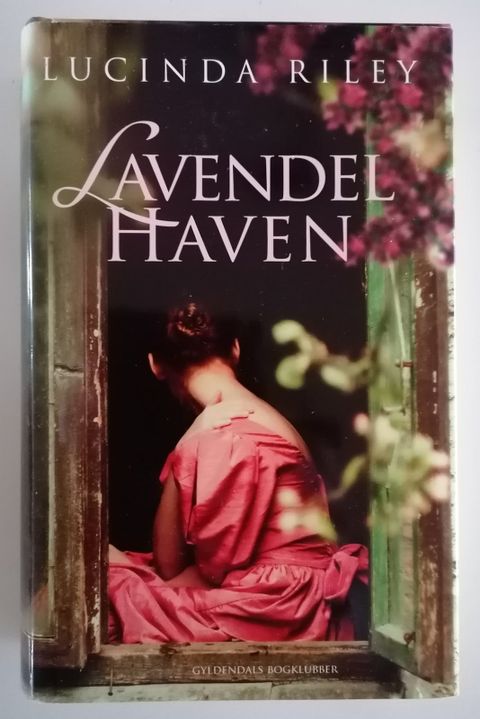 LUCINDA RILEY
LAVENDEL
HAVEN
GYLDENDALS BOGKLUBBER